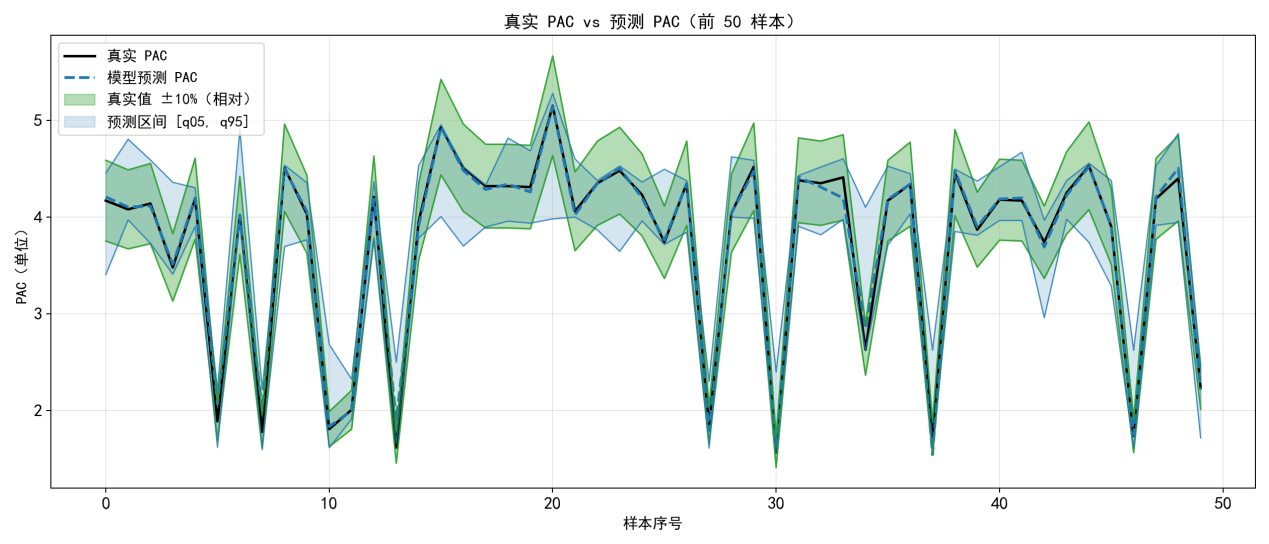 真实 PAC vs 预测 PAC（前 50 样本）
真实 PAC
模型预测 PAC
真实值 ±10%（相对）
预测区间 [q05, q95]
PAC（单位）
5
4
3
2
0 10 20 30 40 50
样本序号